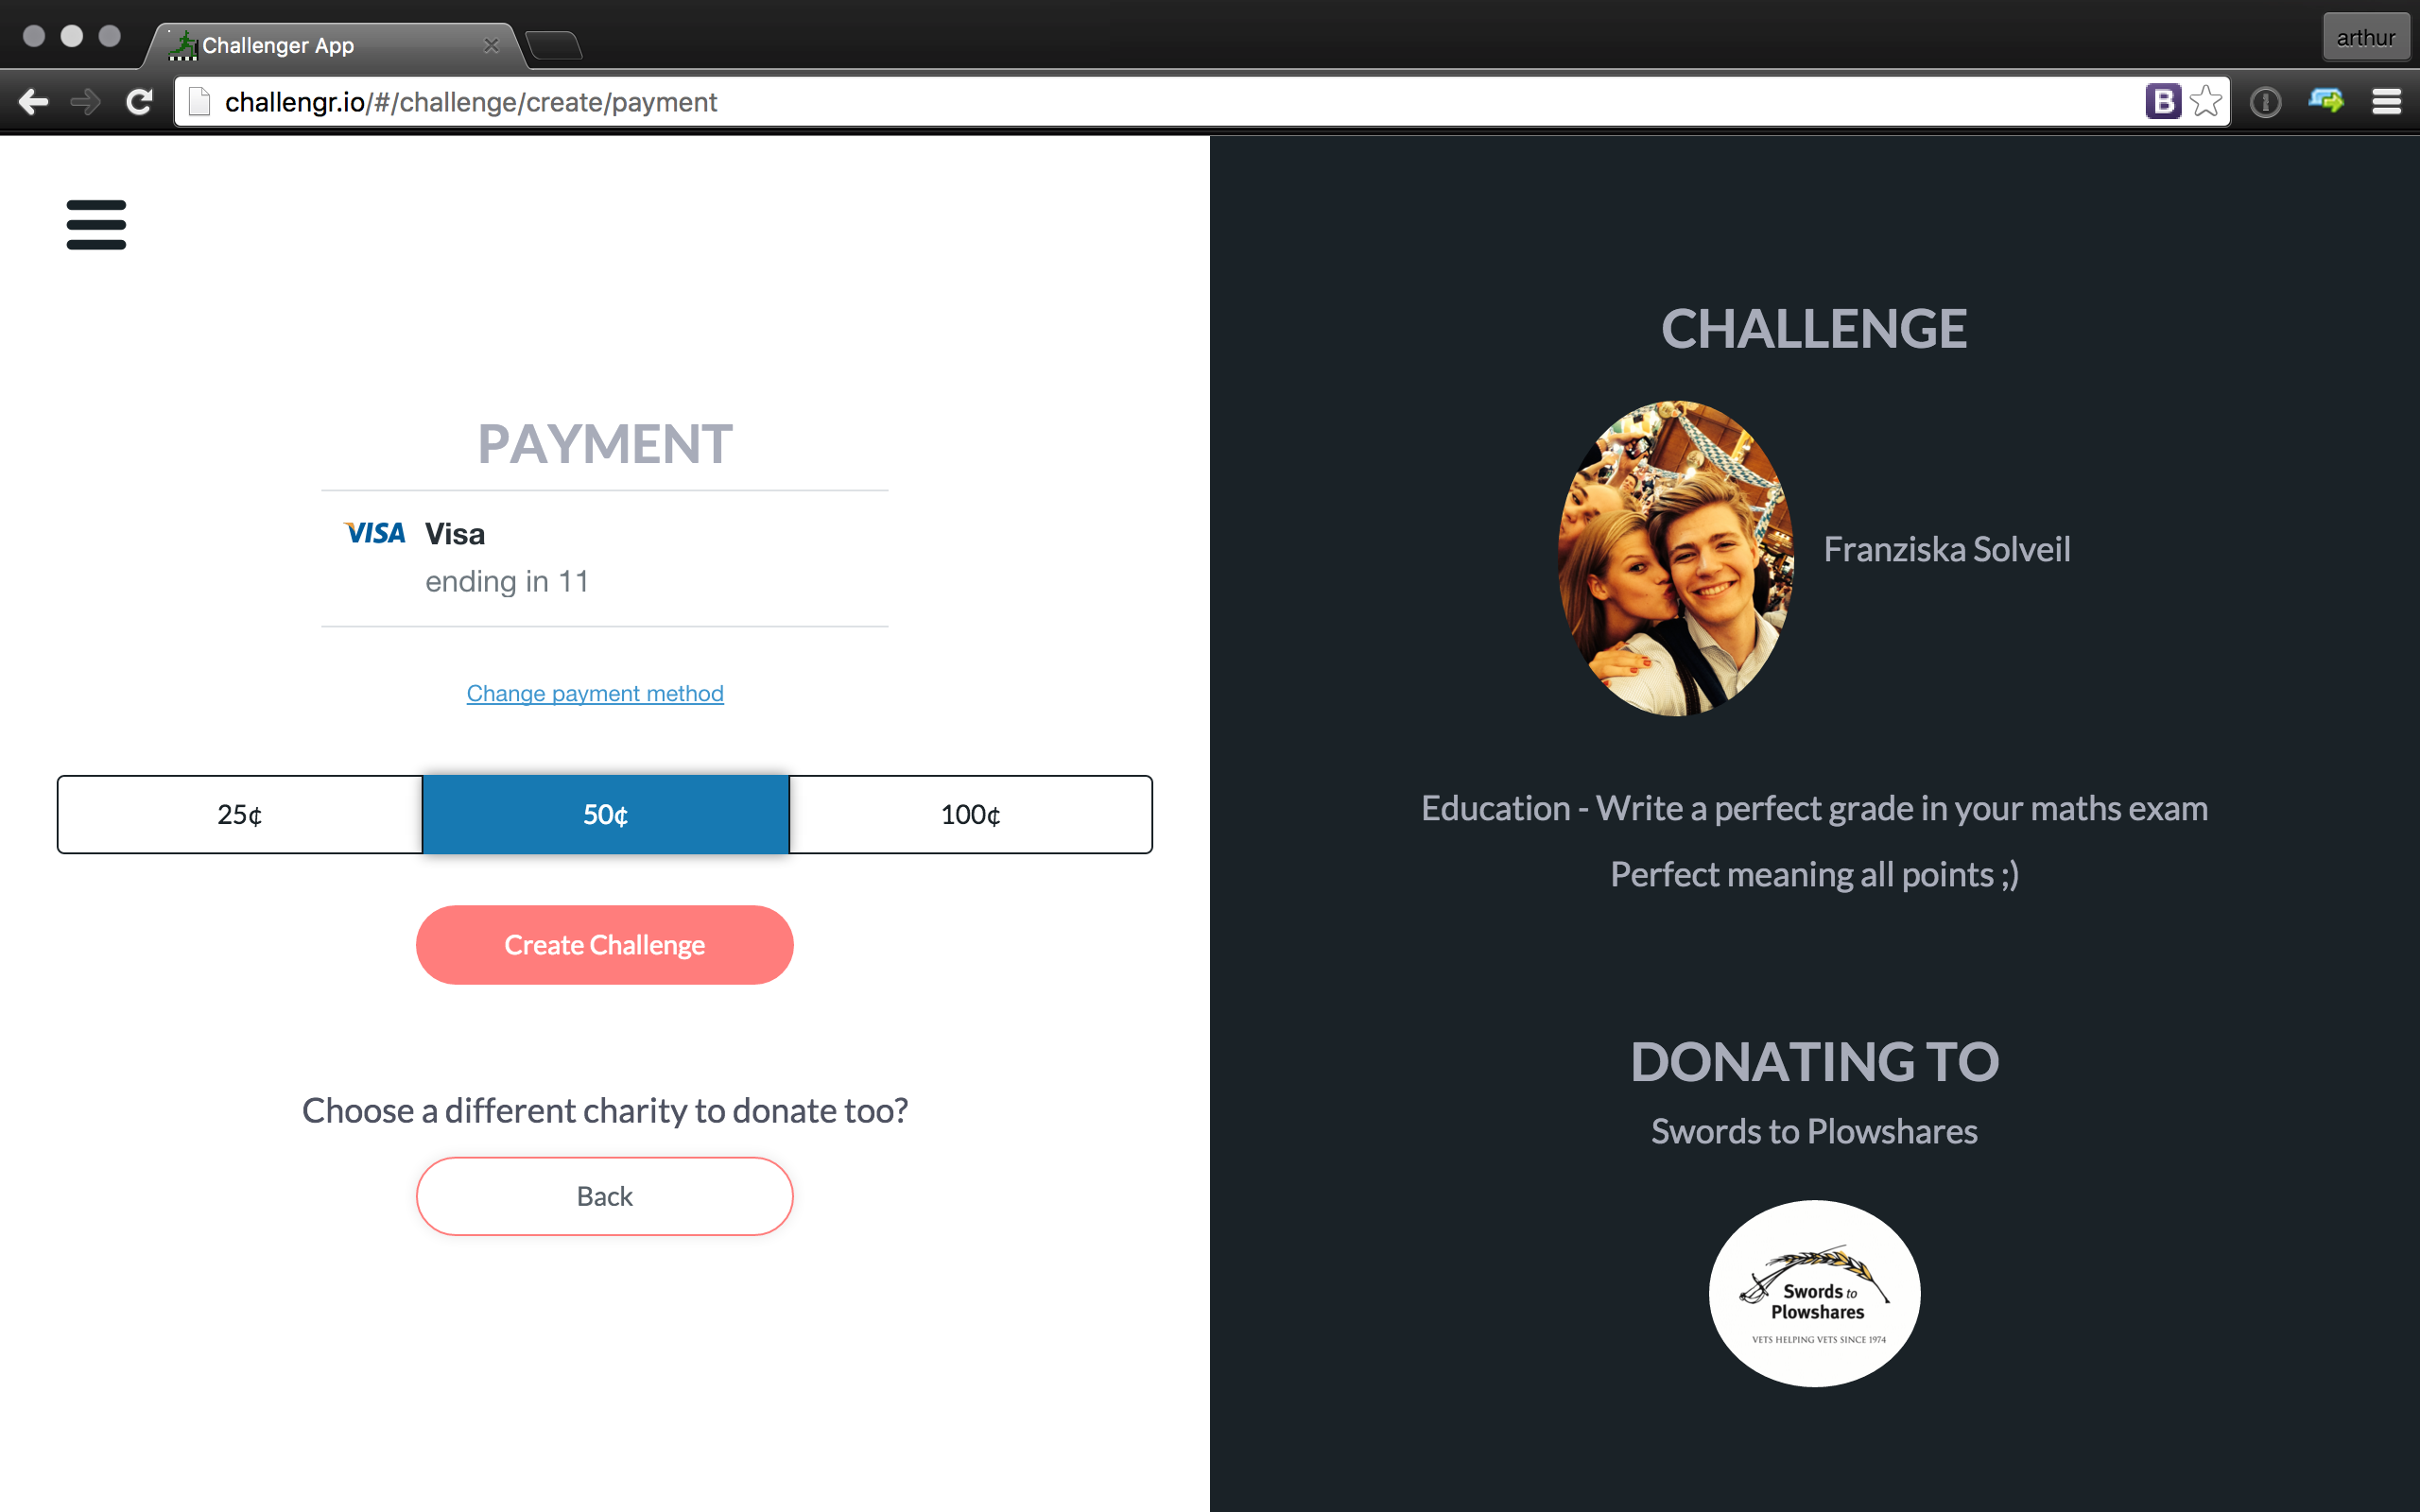 Challenger App
arthur
challengr.io/#/challenge/create/payment
B
PAYMENT
VISA Visa
ending in 11
Change payment method
25¢ 50¢ 100¢
Create Challenge
Choose a different charity to donate too?
Back
CHALLENGE
Franziska Solveil
Education - Write a perfect grade in your maths exam
Perfect meaning all points ;)
DONATING TO
Swords to Plowshares
Swords to
Plowshares
VETS HELPING VETS SINCE 1974